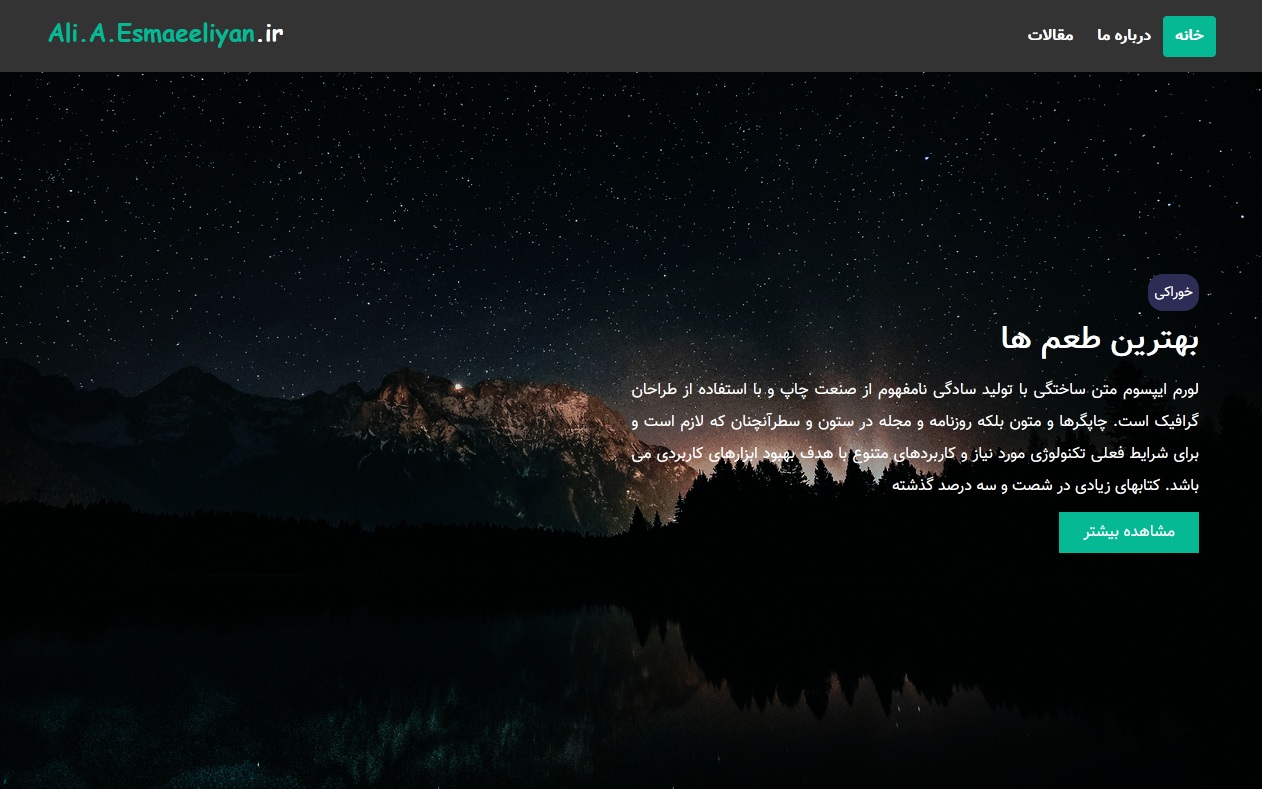 Ali.A.Esmaeeliyan.ir
خانه درباره ما مقالات
خوراکی
بهترین طعم ها
لورم ایپسوم متن ساختگی با تولید سادگی نامفهوم از صنعت چاپ و با استفاده از طراحان
گرافیک است. چاپگرها و متون بلکه روزنامه و مجله در ستون و سطرآنچنان که لازم است و
برای شرایط فعلی تکنولوژی مورد نیاز و کاربردهای متنوع با هدف بهبود ابزارهای کاربردی می
باشد. کتابهای زیادی در شصت و سه درصد گذشته
مشاهده بیشتر